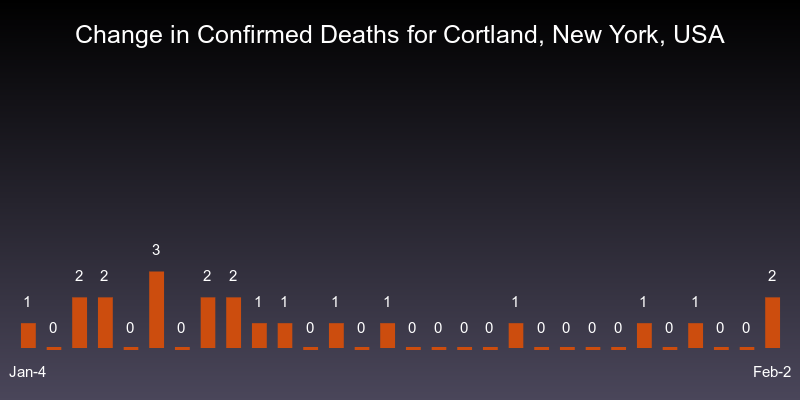 Change in Confirmed Deaths for Cortland, New York, USA
1 0 2 2 0 3 0 2 2 1 1 0 1 0 1 0 0 0 0 1 0 0 0 0 1 0 1 0 0 2
Jan-4 Feb-2